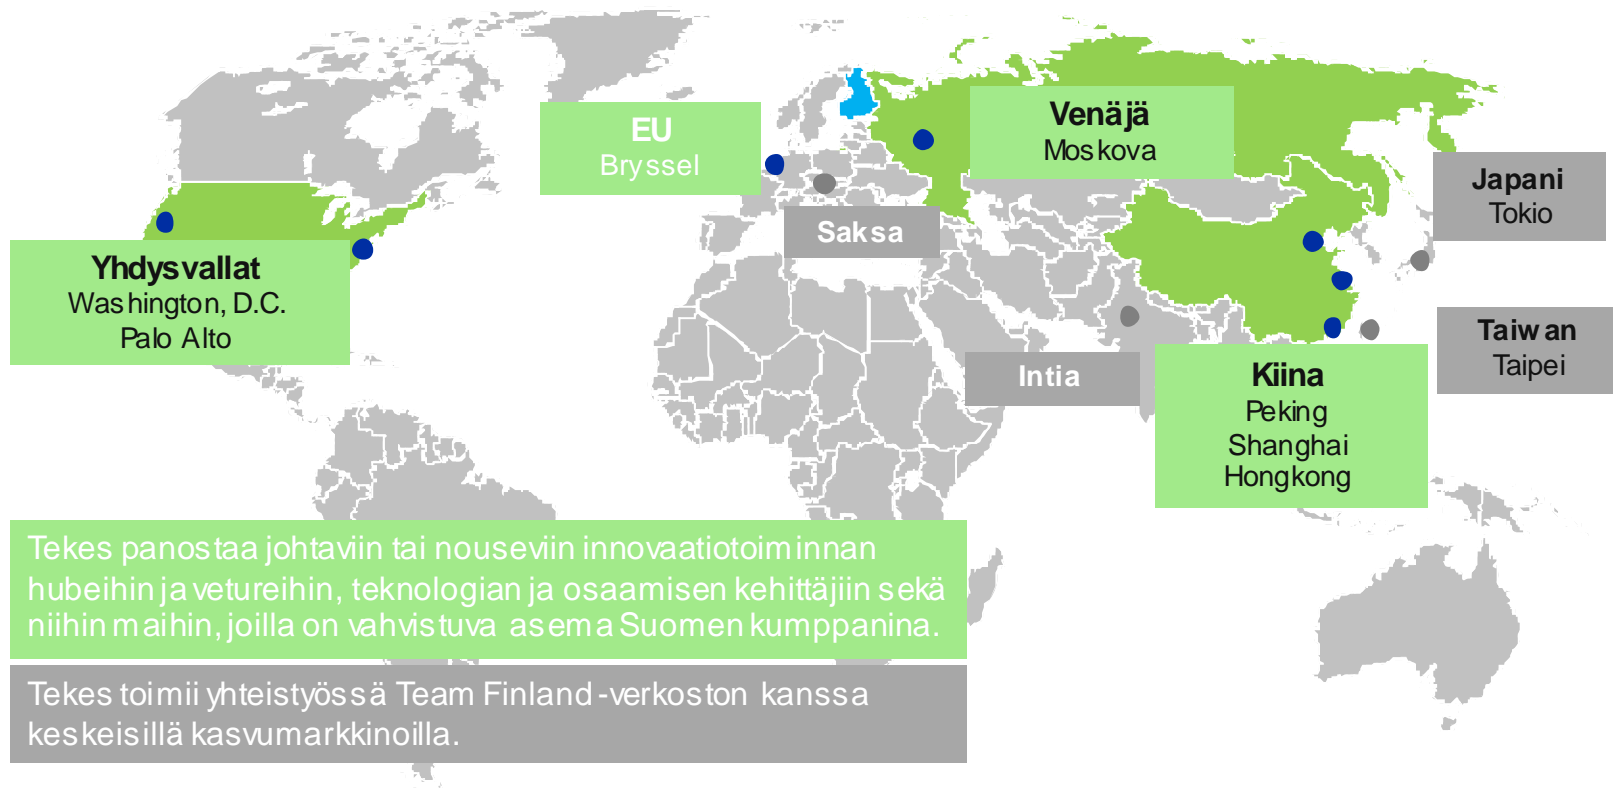 EU
Bryssel
Venäjä
Moskova
Japani
Tokio
Saksa
Yhdysvallat
Washington, D.C.
Palo Alto
Intia
Kiina
Peking
Shanghai
Hongkong
Taiwan
Taipei
Tekes panostaa johtaviin tai nouseviin innovaatiotoiminnan
hubeihin ja vetureihin, teknologian ja osaamisen kehittäjiin sekä
niihin maihin, joilla on vahvistuva asema Suomen kumppanina.
Tekes toimii yhteistyössä Team Finland -verkoston kanssa
keskeisillä kasvumarkkinoilla.